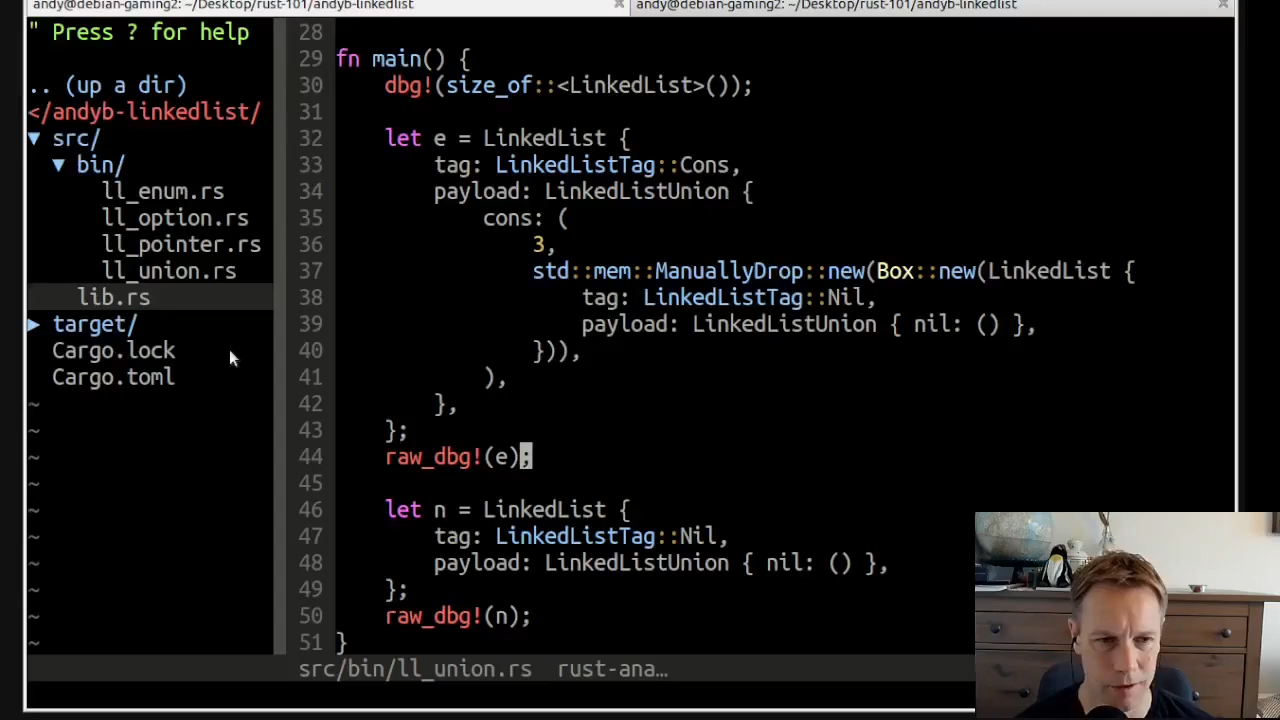 andy@debian-gaming2: ~/Desktop/rust-101/andyb-linkedlist
andy@debian-gaming2: ~/Desktop/rust-101/andyb-linkedlist
" Press ? for help
.. (up a dir)
</andyb-linkedlist/
▼ src/
▼ bin/
ll_enum.rs
ll_option.rs
ll_pointer.rs
ll_union.rs
lib.rs
▶ target/
Cargo.lock
Cargo.toml
~
~
~
~
~
~
~
~
~
~
28
29 fn main() {
30     dbg!(size_of::<LinkedList>());
31
32     let e = LinkedList {
33         tag: LinkedListTag::Cons,
34         payload: LinkedListUnion {
35             cons: (
36                 3,
37                 std::mem::ManuallyDrop::new(Box::new(LinkedList {
38                     tag: LinkedListTag::Nil,
39                     payload: LinkedListUnion { nil: () },
40                 })),
41             ),
42         },
43     };
44     raw_dbg!(e);
45
46     let n = LinkedList {
47         tag: LinkedListTag::Nil,
48         payload: LinkedListUnion { nil: () },
49     };
50     raw_dbg!(n);
51 }
src/bin/ll_union.rs rust-ana…